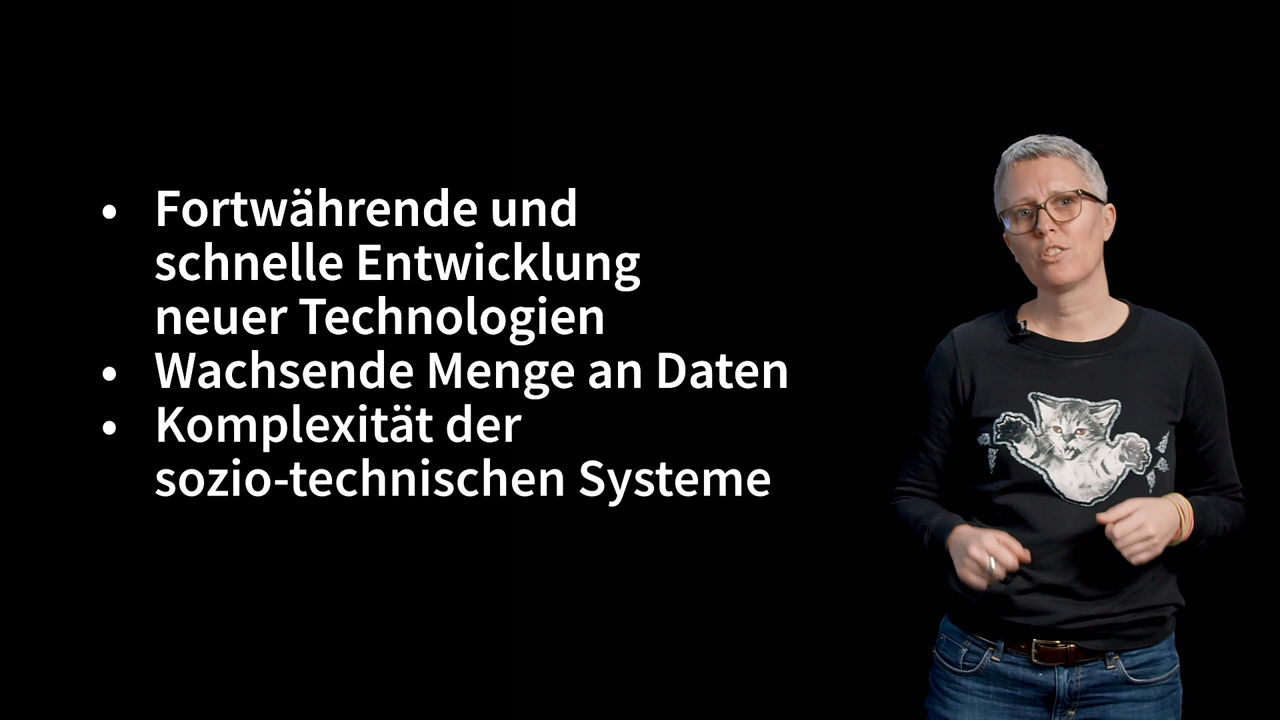 • Fortwährende und
schnelle Entwicklung
neuer Technologien
• Wachsende Menge an Daten
• Komplexität der
sozio-technischen Systeme